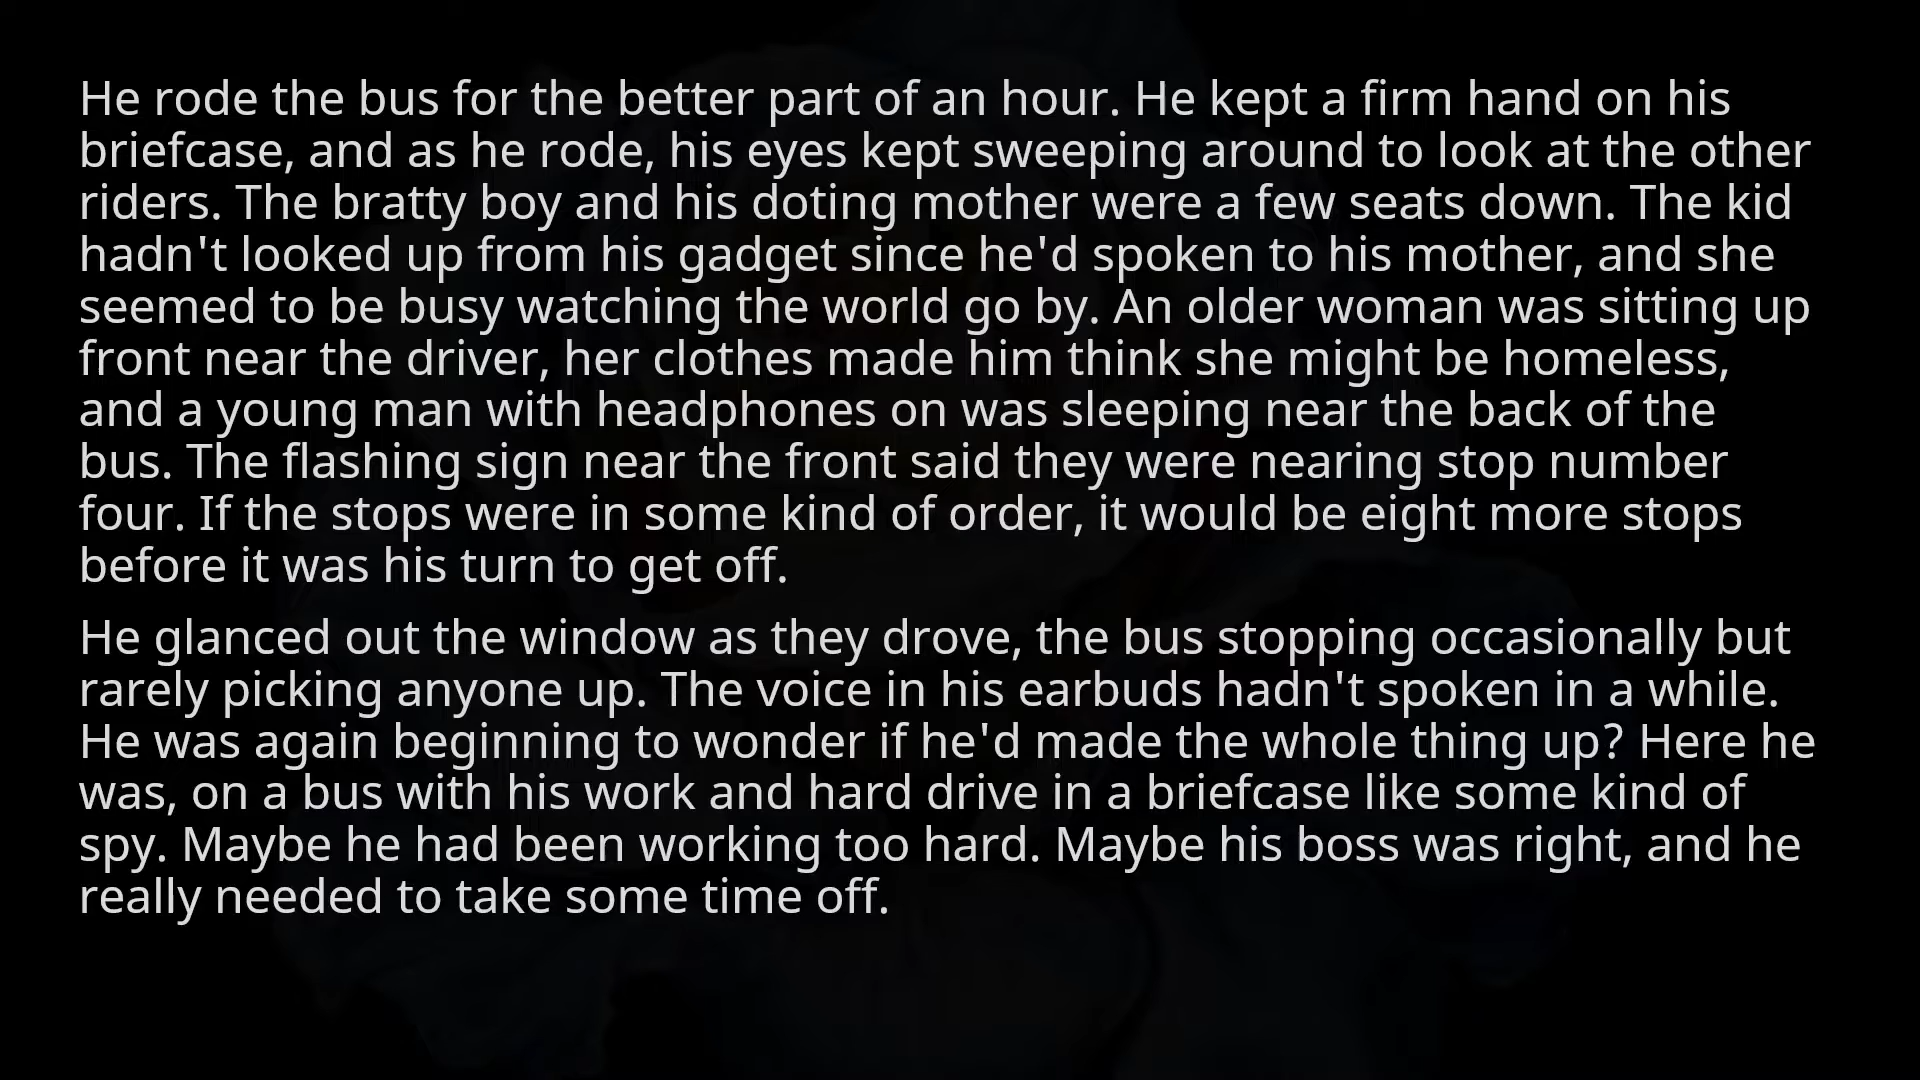 He rode the bus for the better part of an hour. He kept a firm hand on his
briefcase, and as he rode, his eyes kept sweeping around to look at the other
riders. The bratty boy and his doting mother were a few seats down. The kid
hadn't looked up from his gadget since he'd spoken to his mother, and she
seemed to be busy watching the world go by. An older woman was sitting up
front near the driver, her clothes made him think she might be homeless,
and a young man with headphones on was sleeping near the back of the
bus. The flashing sign near the front said they were nearing stop number
four. If the stops were in some kind of order, it would be eight more stops
before it was his turn to get off.
He glanced out the window as they drove, the bus stopping occasionally but
rarely picking anyone up. The voice in his earbuds hadn't spoken in a while.
He was again beginning to wonder if he'd made the whole thing up? Here he
was, on a bus with his work and hard drive in a briefcase like some kind of
spy. Maybe he had been working too hard. Maybe his boss was right, and he
really needed to take some time off.